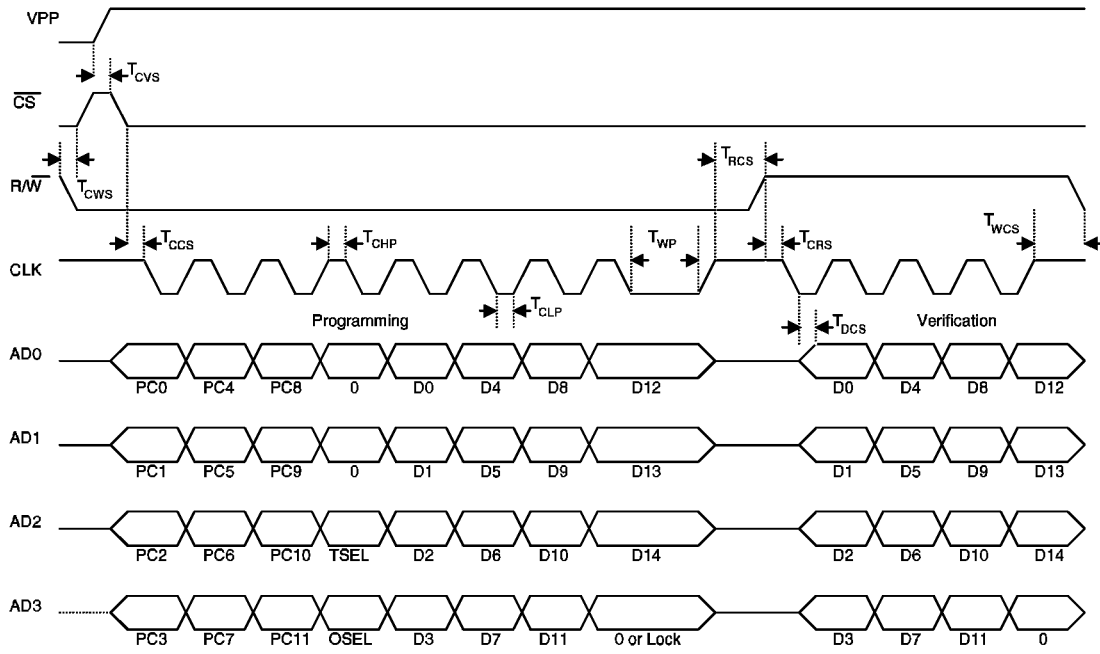 VPP
T_CVS
C̅S̅
T_RCS
R/W̅
T_CWS
T_WCS
T_CCS
T_CHP
T_WP
T_CRS
CLK
T_CLP
Programming
T_DCS
Verification
AD0
PC0 PC4 PC8 0 D0 D4 D8 D12 D0 D4 D8 D12
AD1
PC1 PC5 PC9 0 D1 D5 D9 D13 D1 D5 D9 D13
AD2
PC2 PC6 PC10 TSEL D2 D6 D10 D14 D2 D6 D10 D14
AD3
PC3 PC7 PC11 OSEL D3 D7 D11 0 or Lock D3 D7 D11 0